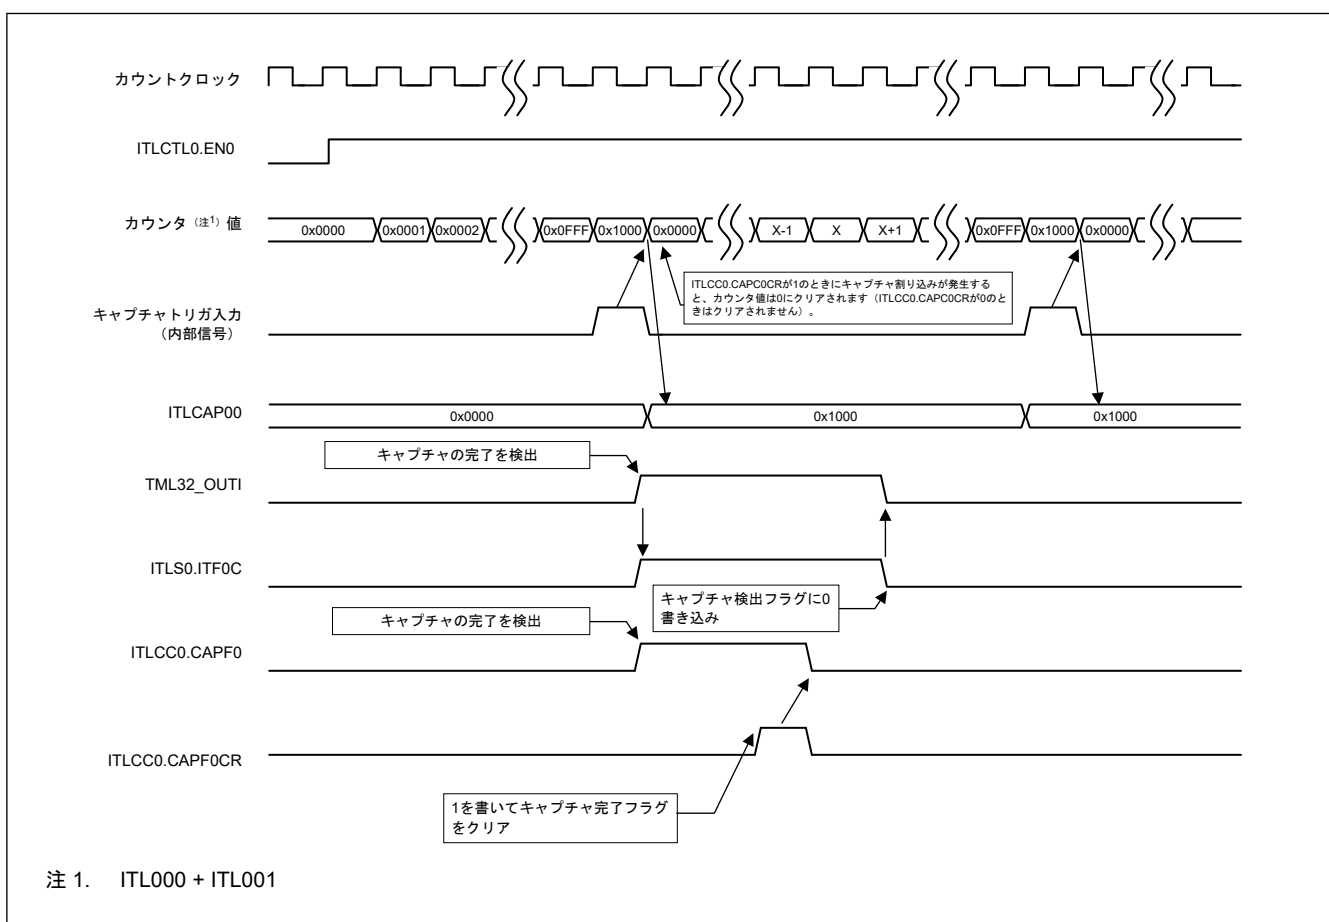 カウントクロック
ITLCTL0.EN0
カウンタ（注1）値
0x0000 0x0001 0x0002 0x0FFF 0x1000 0x0000 X-1 X X+1 0x0FFF 0x1000 0x0000
ITLCC0.CAPC0CRが1のときにキャプチャ割り込みが発生する
と、カウンタ値は0にクリアされます（ITLCC0.CAPC0CRが0のと
きはクリアされません）。
キャプチャトリガ入力
（内部信号）
ITLCAP00
0x0000 0x1000 0x1000
キャプチャの完了を検出
TML32_OUTI
ITLS0.ITF0C
キャプチャ検出フラグに0
書き込み
キャプチャの完了を検出
ITLCC0.CAPF0
ITLCC0.CAPF0CR
1を書いてキャプチャ完了フラグ
をクリア
注 1. ITL000 + ITL001